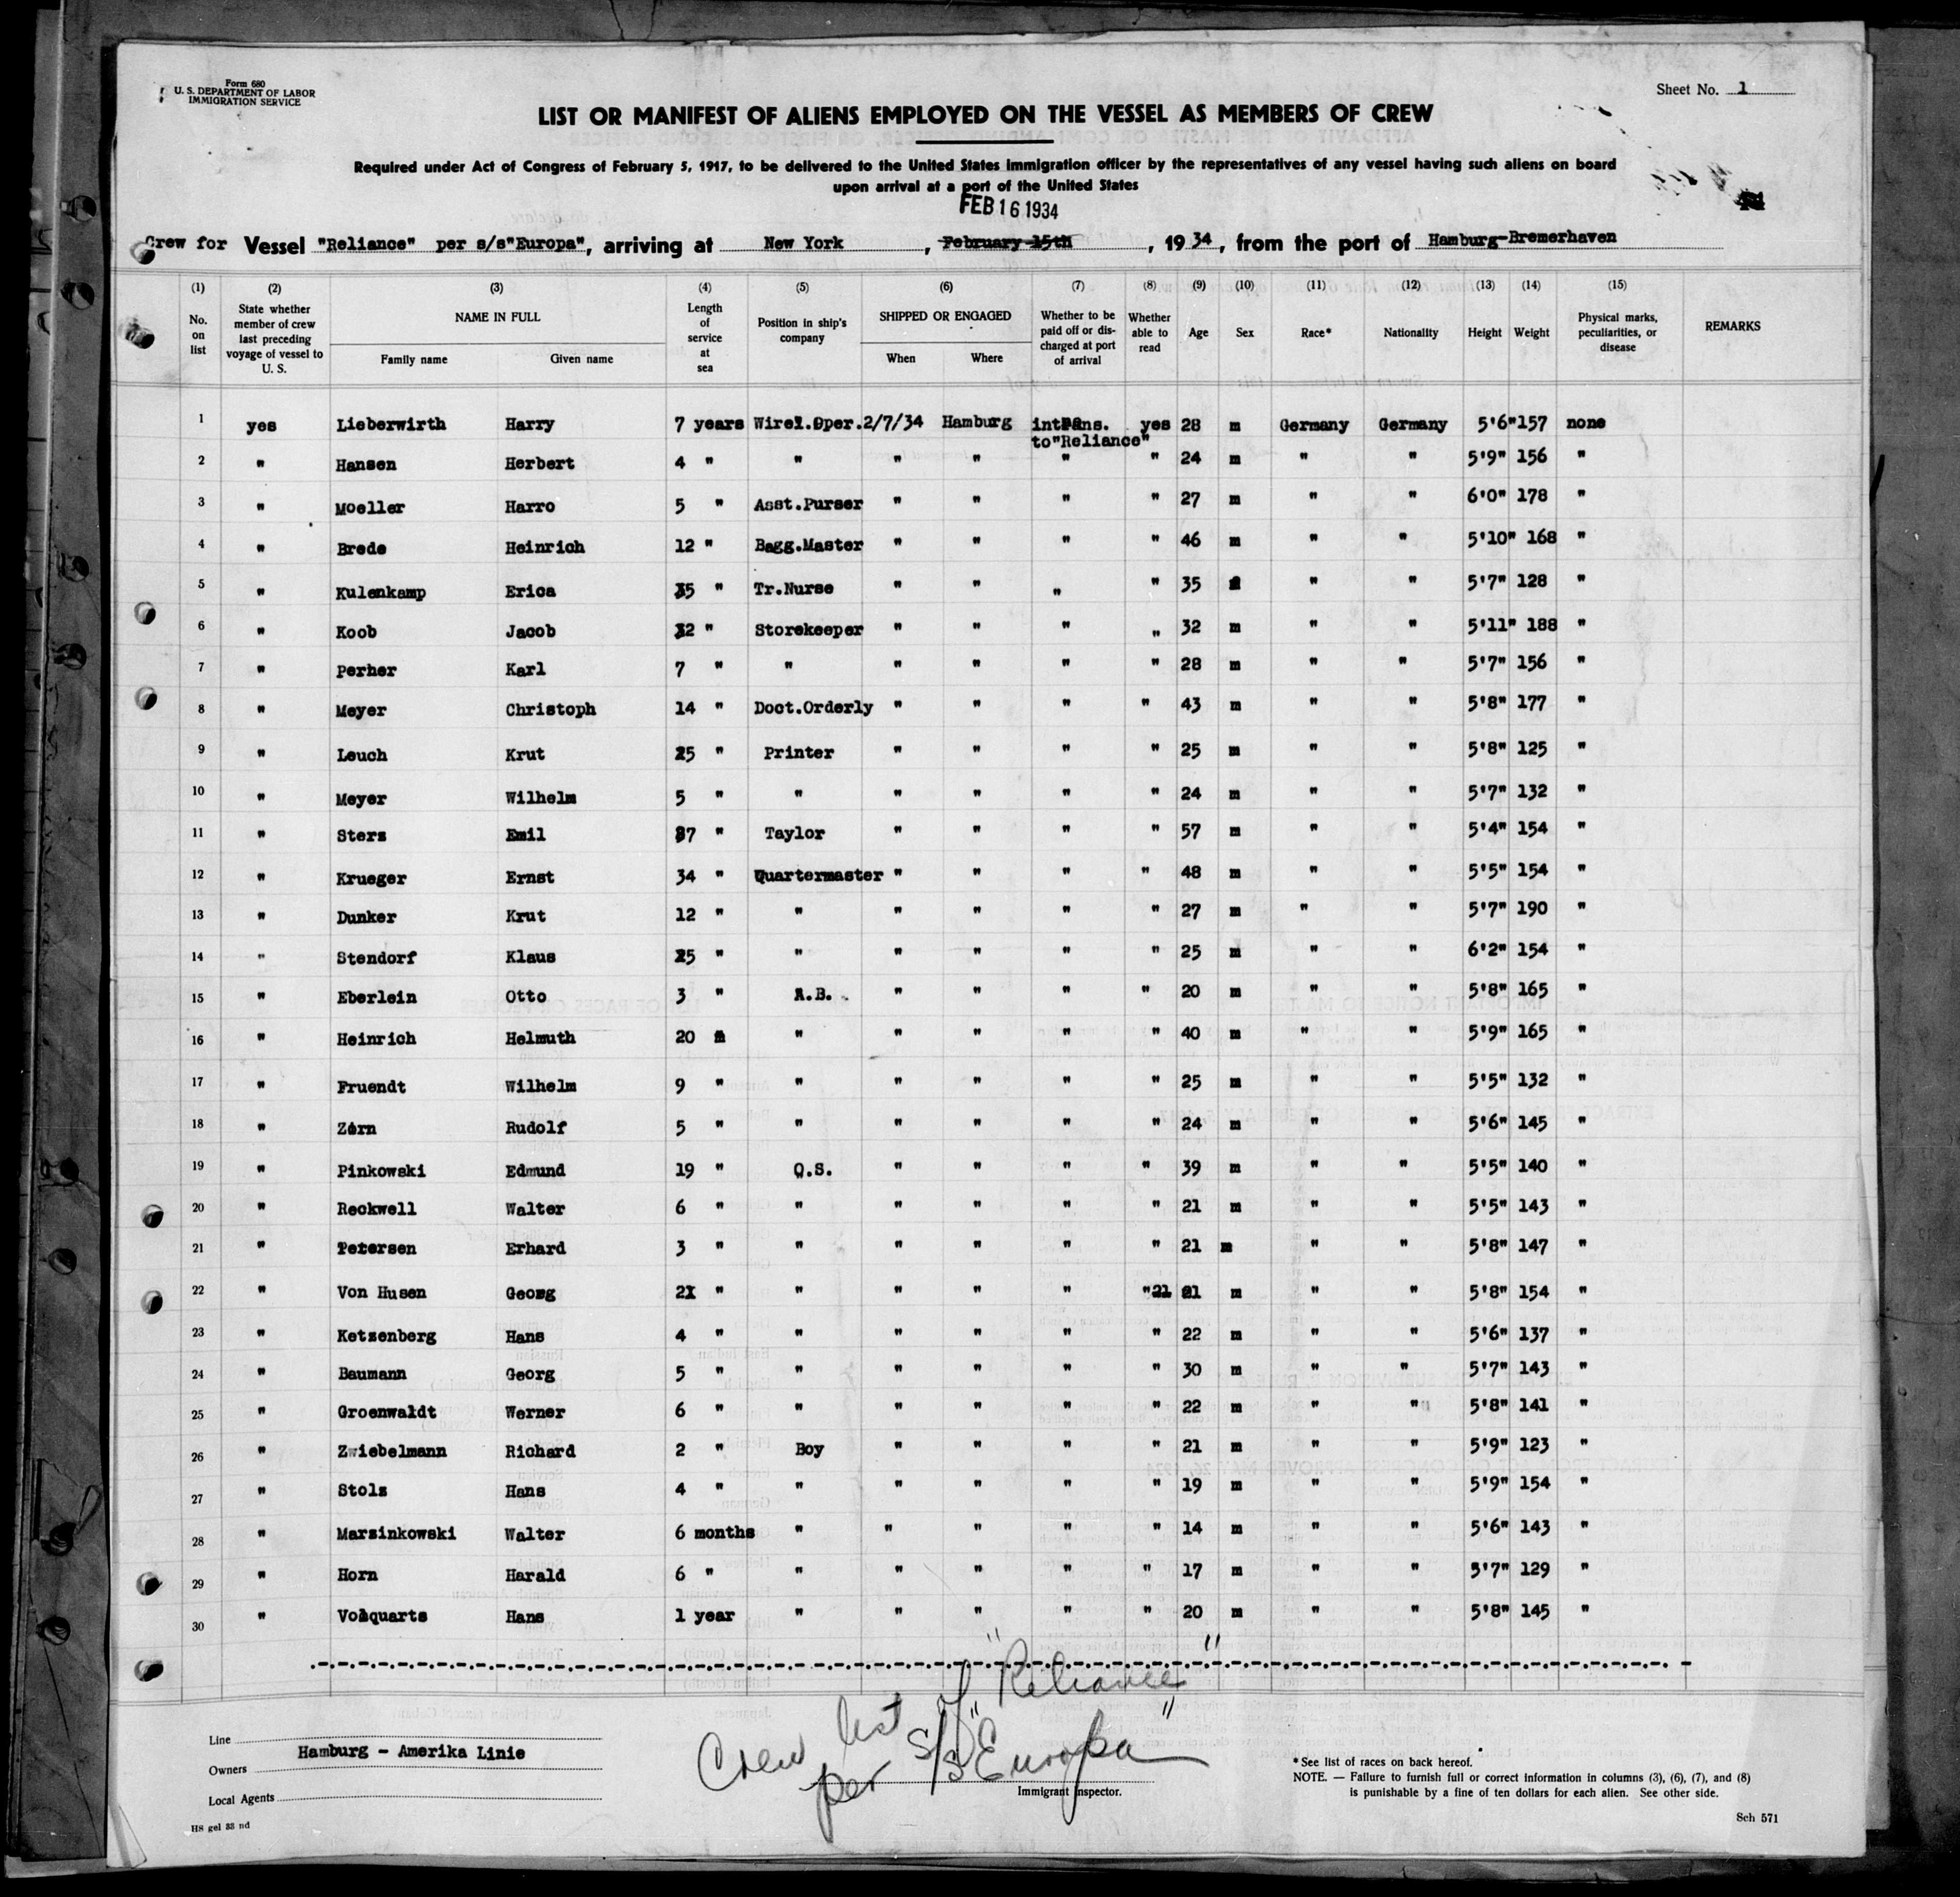 Form 680
U. S. DEPARTMENT OF LABOR
IMMIGRATION SERVICE
Sheet No. 1
LIST OR MANIFEST OF ALIENS EMPLOYED ON THE VESSEL AS MEMBERS OF CREW
Required under Act of Congress of February 5, 1917, to be delivered to the United States immigration officer by the representatives of any vessel having such aliens on board
upon arrival at a port of the United States
FEB 16 1934
Crew for Vessel "Reliance" per s/s "Europa", arriving at New York, February 15th, 1934, from the port of Hamburg-Bremerhaven
(1) (2) (3) (4) (5) (6) (7) (8) (9) (10) (11) (12) (13) (14) (15)
No. on list State whether member of crew last preceding voyage of vessel to U. S. NAME IN FULL Family name Given name Length of service at sea Position in ship's company SHIPPED OR ENGAGED When Where Whether to be paid off or discharged at port of arrival Whether able to read Age Sex Race* Nationality Height Weight Physical marks, peculiarities, or disease REMARKS
1 yes Lieberwirth Harry 7 years Wirel.Oper. 2/7/34 Hamburg intrans. yes 28 m Germany Germany 5'6" 157 none
to"Reliance"
2 " Hansen Herbert 4 " " " " " " 24 m " " 5'9" 156 "
3 " Moeller Harro 5 " Asst.Purser " " " " 27 m " " 6'0" 178 "
4 " Brede Heinrich 12 " Bagg.Master " " " " 46 m " " 5'10" 168 "
5 " Kulenkamp Erica 5 " Tr.Nurse " " " " 35 f " " 5'7" 128 "
6 " Koob Jacob 12 " Storekeeper " " " " 32 m " " 5'11" 188 "
7 " Perher Karl 7 " " " " " " 28 m " " 5'7" 156 "
8 " Meyer Christoph 14 " Doct.Orderly " " " " 43 m " " 5'8" 177 "
9 " Leuch Krut 5 " Printer " " " " 25 m " " 5'8" 125 "
10 " Meyer Wilhelm 5 " " " " " " 24 m " " 5'7" 132 "
11 " Sterz Emil 37 " Taylor " " " " 57 m " " 5'4" 154 "
12 " Krueger Ernst 34 " Quartermaster " " " " 48 m " " 5'5" 154 "
13 " Dunker Krut 12 " " " " " " 27 m " " 5'7" 190 "
14 " Stendorf Klaus 5 " " " " " " 25 m " " 6'2" 154 "
15 " Eberlein Otto 3 " A.B. " " " " 20 m " " 5'8" 165 "
16 " Heinrich Helmuth 20 " " " " " " 40 m " " 5'9" 165 "
17 " Fruendt Wilhelm 9 " " " " " " 25 m " " 5'5" 132 "
18 " Zorn Rudolf 5 " " " " " " 24 m " " 5'6" 145 "
19 " Pinkowski Edmund 19 " O.S. " " " " 39 m " " 5'5" 140 "
20 " Reckwell Walter 6 " " " " " " 21 m " " 5'5" 143 "
21 " Petersen Erhard 3 " " " " " " 21 m " " 5'8" 147 "
22 " Von Husen Georg 2 " " " " " " 21 m " " 5'8" 154 "
23 " Ketzenberg Hans 4 " " " " " " 22 m " " 5'6" 137 "
24 " Baumann Georg 5 " " " " " " 30 m " " 5'7" 143 "
25 " Groenwaldt Werner 6 " " " " " " 22 m " " 5'8" 141 "
26 " Zwiebelmann Richard 2 " Boy " " " " 21 m " " 5'9" 123 "
27 " Stolz Hans 4 " " " " " " 19 m " " 5'9" 154 "
28 " Marzinkowski Walter 6 months " " " " " 14 m " " 5'6" 143 "
29 " Horn Harald 6 " " " " " " 17 m " " 5'7" 129 "
30 " Volquarts Hans 1 year " " " " " 20 m " " 5'8" 145 "
Crew list of "Reliance"
per s/s "Europa"
Line
Owners Hamburg - Amerika Linie
Local Agents
Immigrant Inspector.
* See list of races on back hereof.
NOTE. — Failure to furnish full or correct information in columns (3), (6), (7), and (8)
is punishable by a fine of ten dollars for each alien. See other side.
HS gel 33 nd
Sch 571